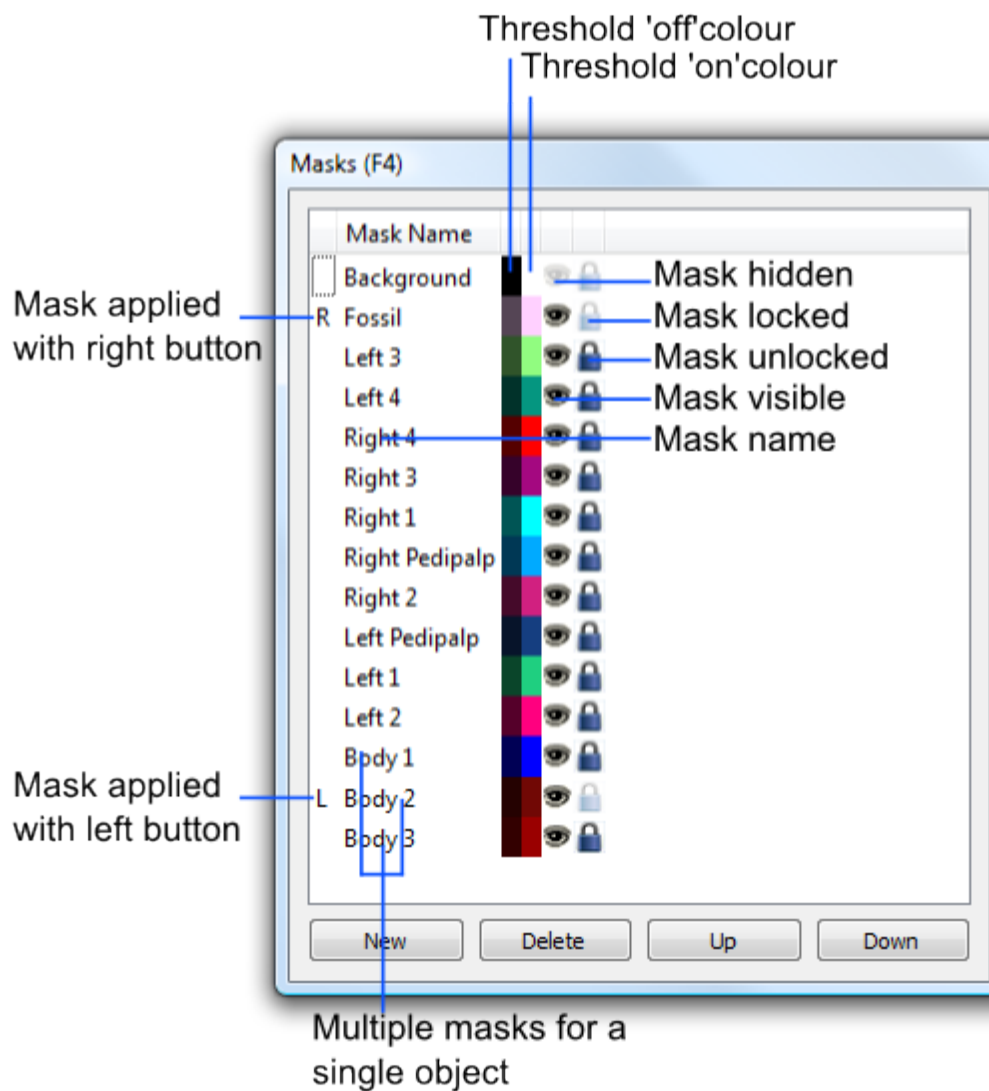 Threshold 'off'colour
Threshold 'on'colour
Masks (F4)
Mask Name
Background
Mask hidden
Mask applied
with right button
R Fossil
Mask locked
Left 3
Mask unlocked
Left 4
Mask visible
Right 4
Mask name
Right 3
Right 1
Right Pedipalp
Right 2
Left Pedipalp
Left 1
Left 2
Body 1
Mask applied
with left button
L Body 2
Body 3
New
Delete
Up
Down
Multiple masks for a
single object